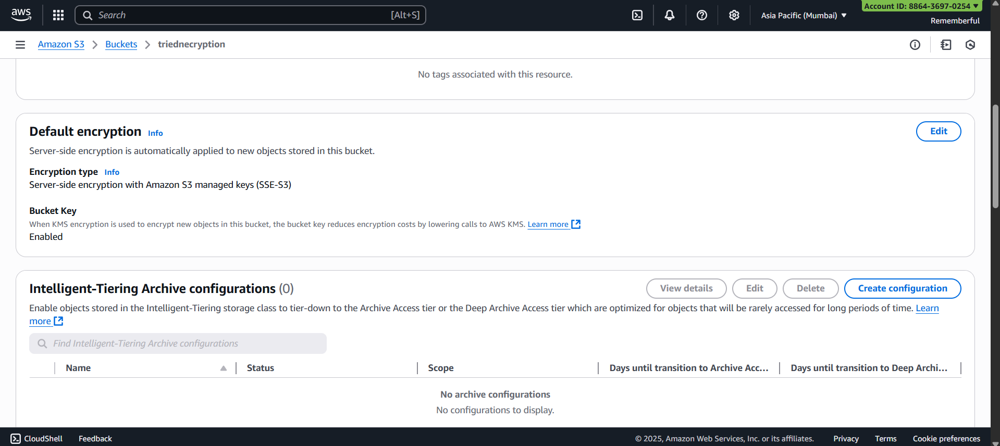 aws
Search [Alt+S]
Asia Pacific (Mumbai)
Account ID: 8864-3697-0254
Rememberful
Amazon S3
Buckets
triednecryption
No tags associated with this resource.
Default encryption Info
Edit
Server-side encryption is automatically applied to new objects stored in this bucket.
Encryption type Info
Server-side encryption with Amazon S3 managed keys (SSE-S3)
Bucket Key
When KMS encryption is used to encrypt new objects in this bucket, the bucket key reduces encryption costs by lowering calls to AWS KMS. Learn more
Enabled
Intelligent-Tiering Archive configurations (0)
View details
Edit
Delete
Create configuration
Enable objects stored in the Intelligent-Tiering storage class to tier-down to the Archive Access tier or the Deep Archive Access tier which are optimized for objects that will be rarely accessed for long periods of time. Learn
more
Find Intelligent-Tiering Archive configurations
Name
Status
Scope
Days until transition to Archive Acc...
Days until transition to Deep Archi...
No archive configurations
No configurations to display.
CloudShell
Feedback
© 2025, Amazon Web Services, Inc. or its affiliates.
Privacy
Terms
Cookie preferences